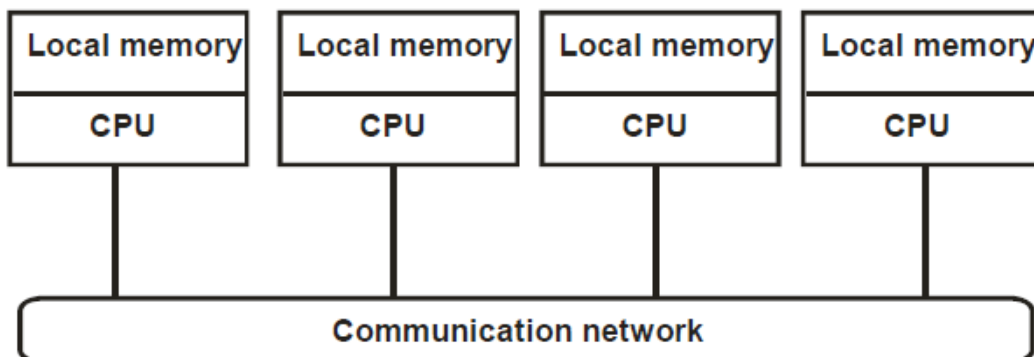 Local memory Local memory Local memory Local memory
CPU CPU CPU CPU
Communication network